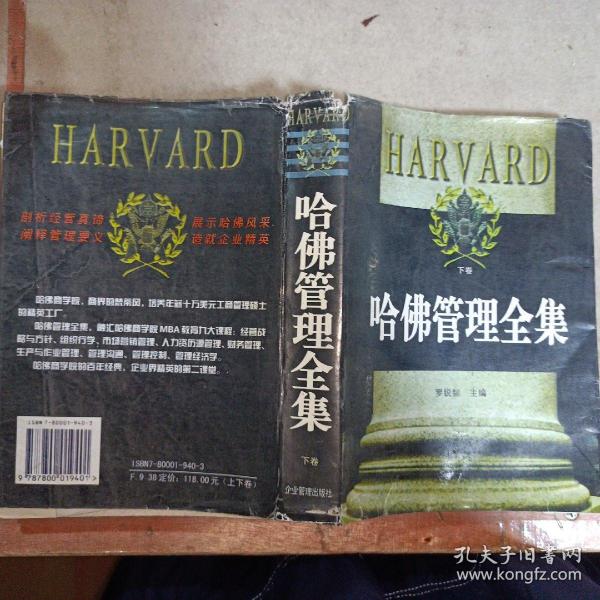 HARVARD
剖析经营真谛 展示哈佛风采
阐释管理要义 造就企业精英
哈佛商学院，商界的梵蒂冈，培养年薪十万美元工商管理硕士
的精英工厂。
哈佛管理全集，融汇哈佛商学院MBA教育九大课程：经营战
略与方针、组织行为学、市场营销管理、人力资源管理、财务管理、
生产与作业管理、管理沟通、管理控制、管理经济学。
哈佛商学院的百年经典，企业界精英的第二课堂。
ISBN7-80001-940-3
9 787800 019401 >
ISBN7-80001-940-3
F.9 38 定价：118.00元（上下卷）
HARVARD
哈佛管理全集
下卷
企业管理出版社
HARVARD
下卷
哈佛管理全集
罗锐韧 主编
孔夫子旧书网
www.kongfz.com